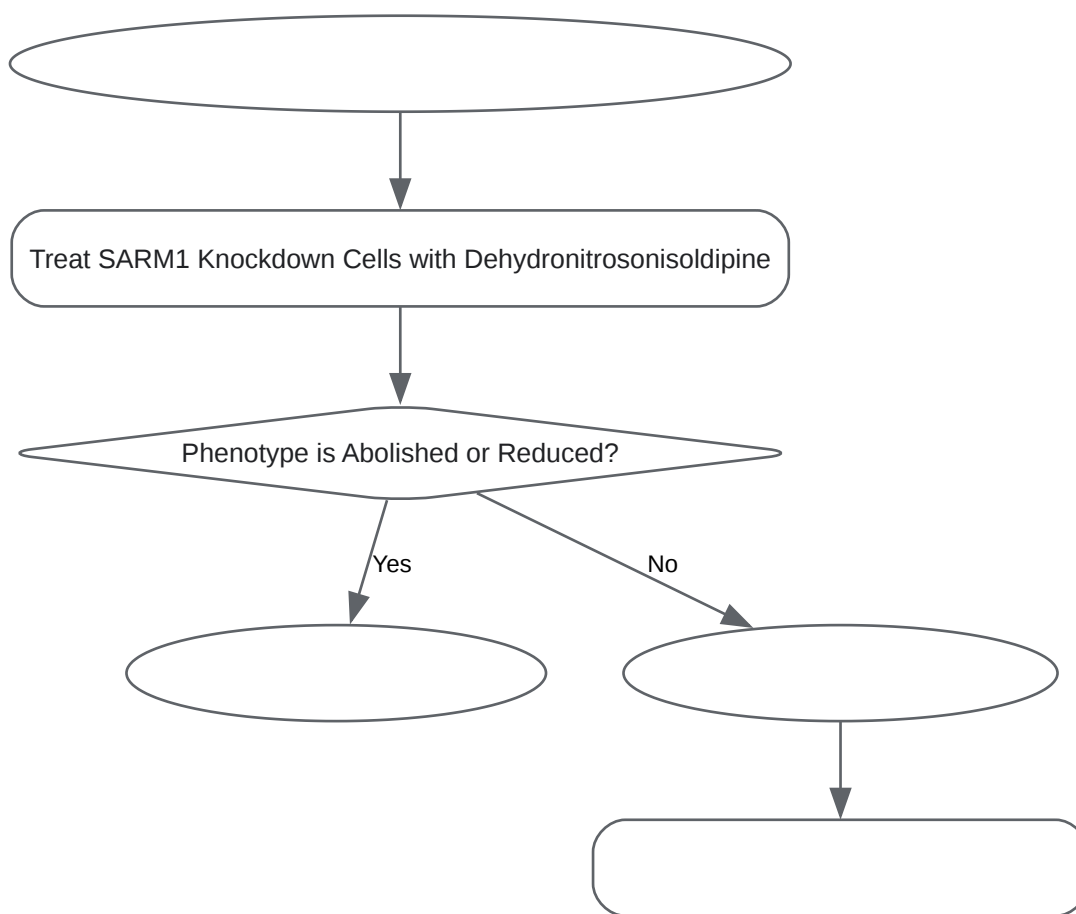 Treat SARM1 Knockdown Cells with Dehydronitrosonisoldipine
Phenotype is Abolished or Reduced?
Yes
No